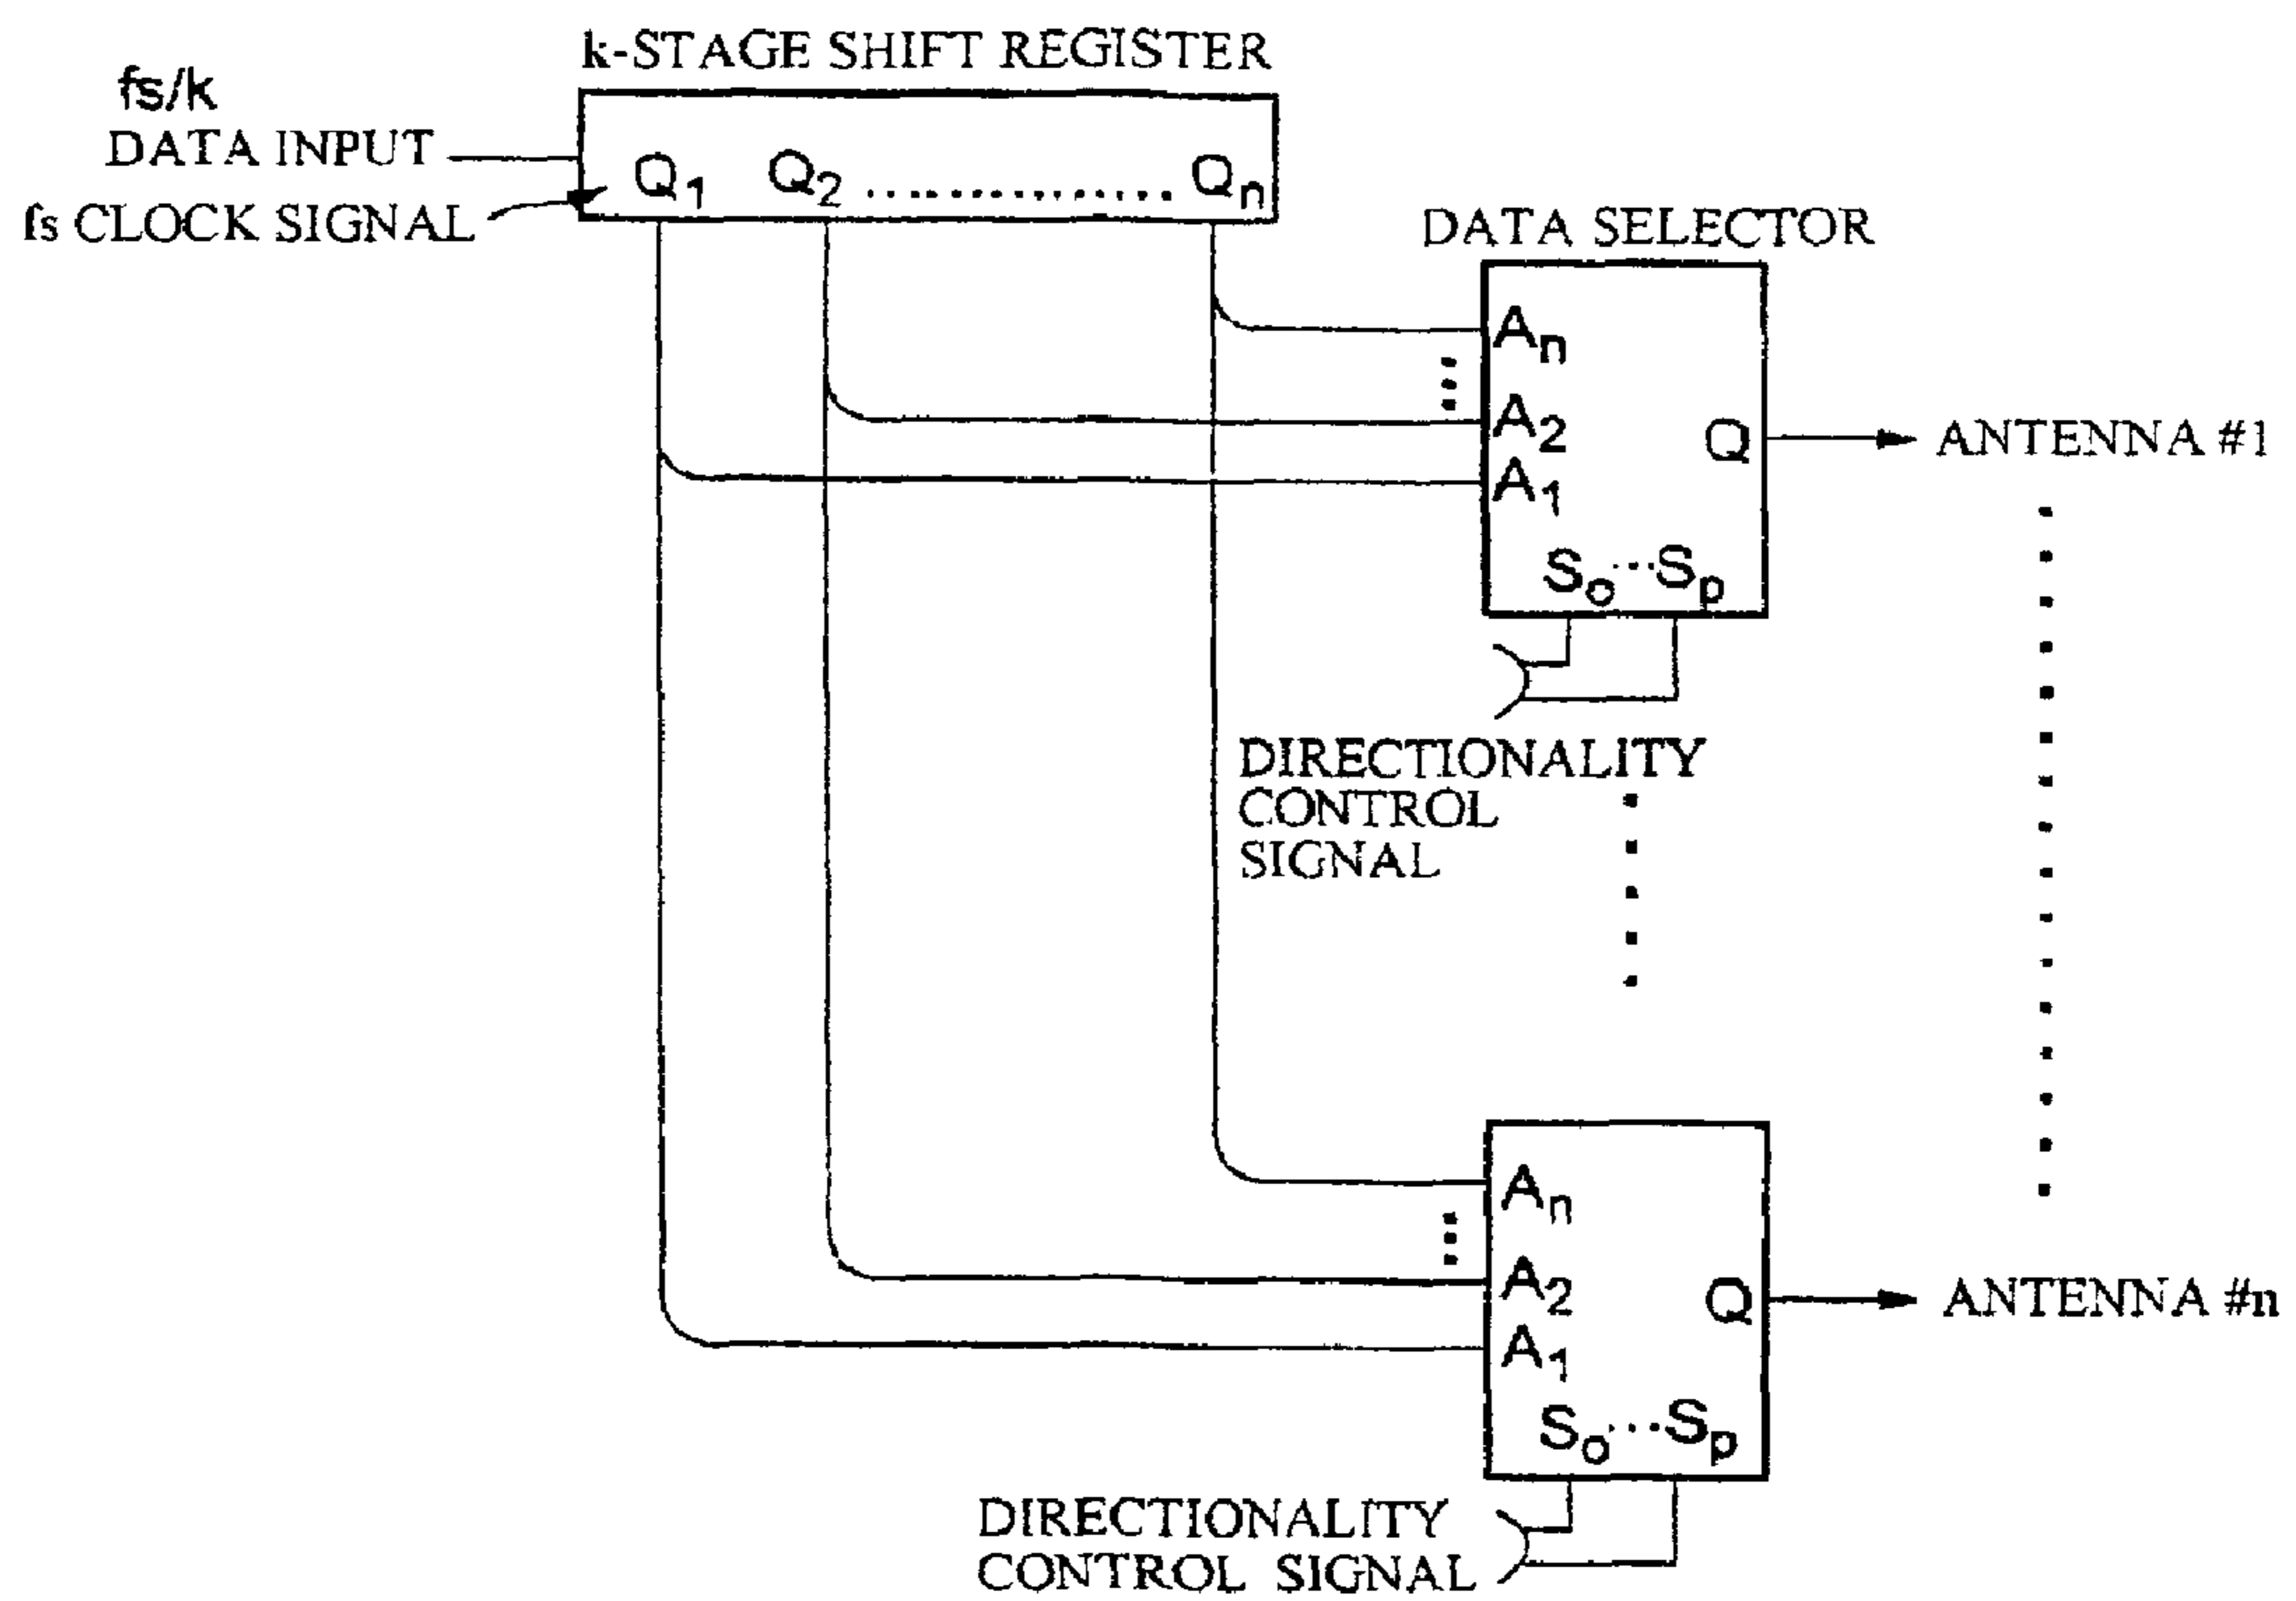 k-STAGE SHIFT REGISTER
fs/k
DATA INPUT
fs CLOCK SIGNAL
Q1 Q2 ................ Qn
DATA SELECTOR
An
A2
A1
Q
So ... Sp
ANTENNA #1
DIRECTIONALITY
CONTROL
SIGNAL
An
A2
A1
Q
So ... Sp
ANTENNA #n
DIRECTIONALITY
CONTROL SIGNAL